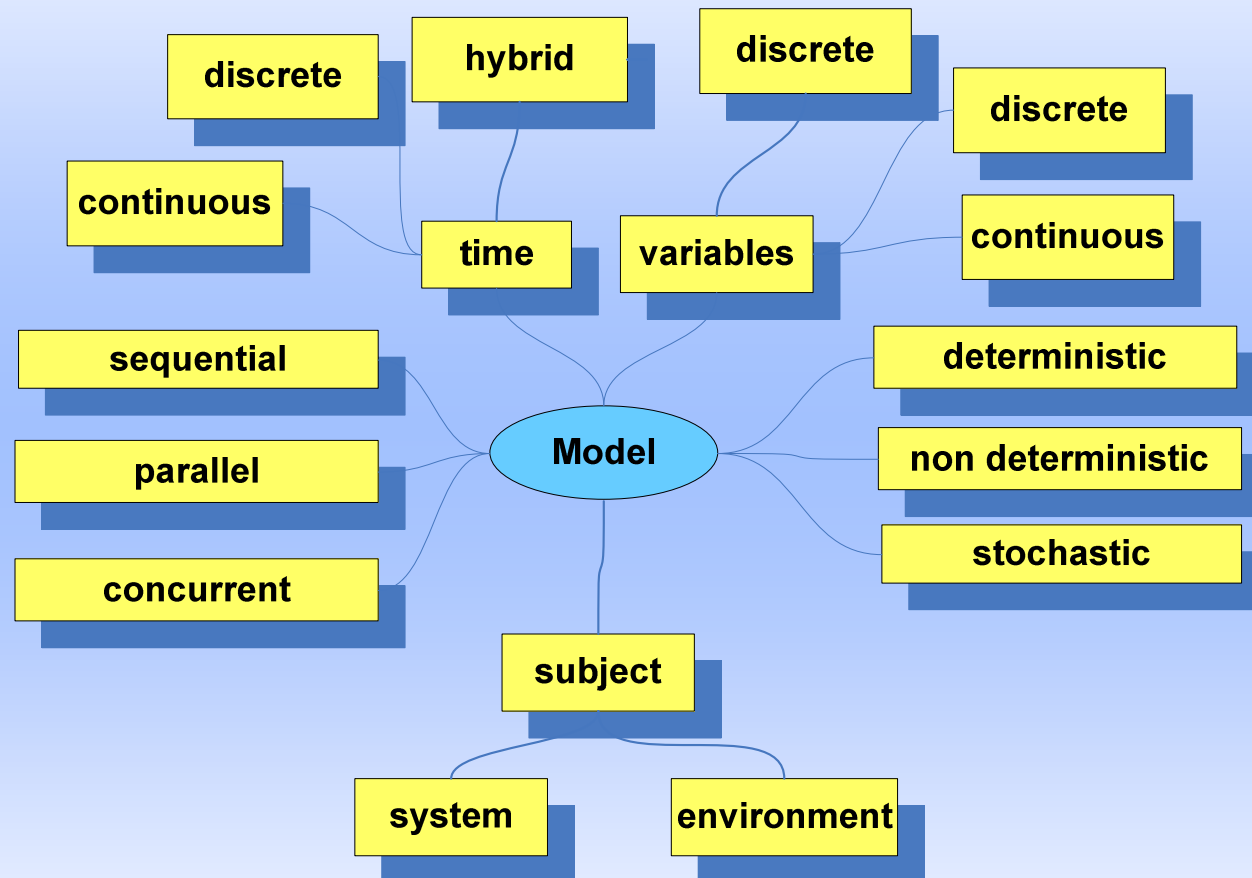 discrete
hybrid
discrete
discrete
continuous
time
variables
continuous
sequential
deterministic
parallel
Model
non deterministic
concurrent
stochastic
subject
system
environment